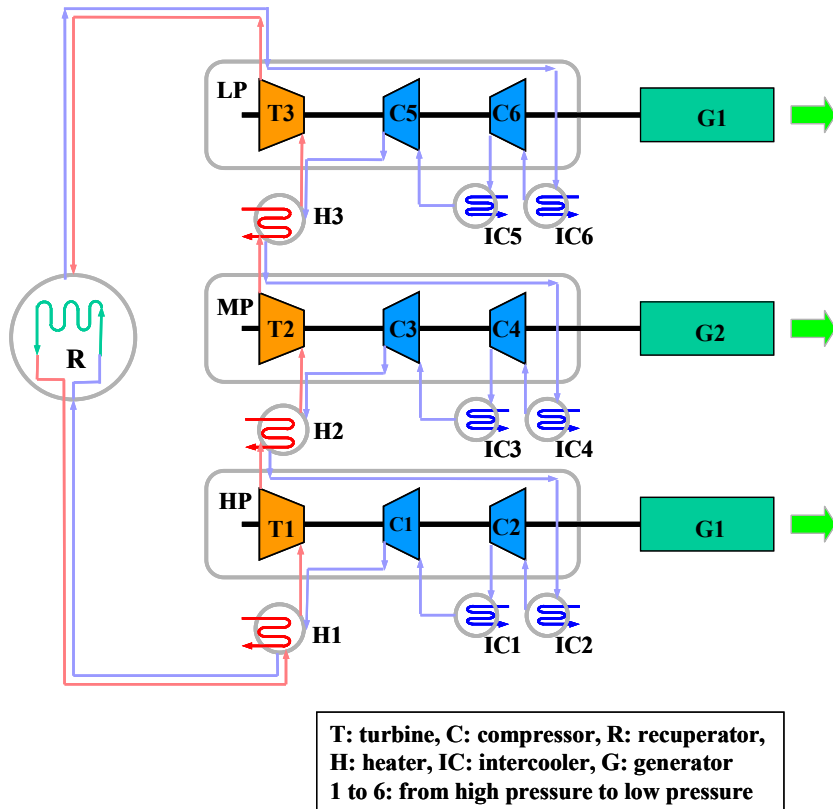 LP
T3
C5
C6
G1
H3
IC5
IC6
MP
T2
C3
C4
G2
R
H2
IC3
IC4
HP
T1
C1
C2
G1
H1
IC1
IC2
T: turbine, C: compressor, R: recuperator,
H: heater, IC: intercooler, G: generator
1 to 6: from high pressure to low pressure